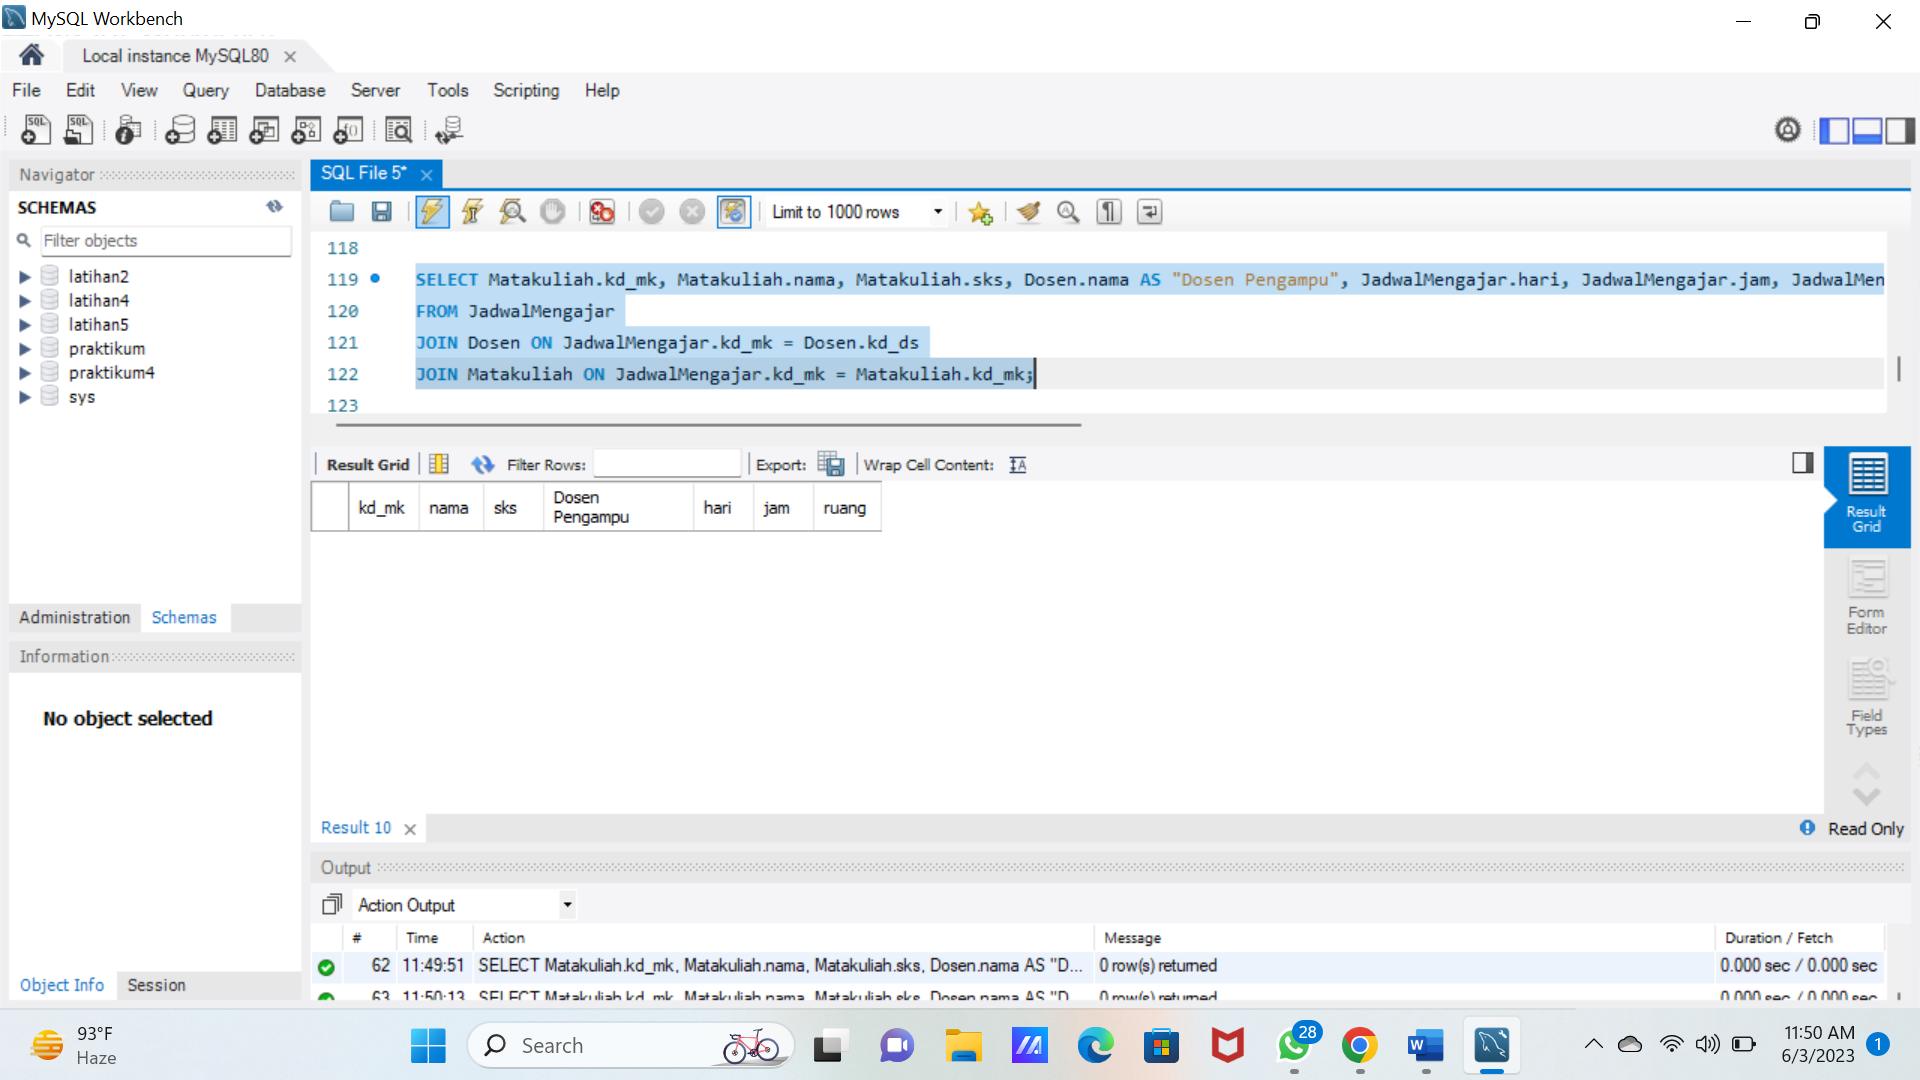 MySQL Workbench
Local instance MySQL80
File Edit View Query Database Server Tools Scripting Help
Navigator
SQL File 5*
SCHEMAS
Limit to 1000 rows
Filter objects
latihan2
latihan4
latihan5
praktikum
praktikum4
sys
118
119 SELECT Matakuliah.kd_mk, Matakuliah.nama, Matakuliah.sks, Dosen.nama AS "Dosen Pengampu", JadwalMengajar.hari, JadwalMengajar.jam, JadwalMen
120 FROM JadwalMengajar
121 JOIN Dosen ON JadwalMengajar.kd_mk = Dosen.kd_ds
122 JOIN Matakuliah ON JadwalMengajar.kd_mk = Matakuliah.kd_mk;
123
Result Grid Filter Rows: Export: Wrap Cell Content:
kd_mk nama sks Dosen Pengampu hari jam ruang
Result Grid
Form Editor
Field Types
Administration Schemas
Information
No object selected
Result 10
Read Only
Output
Action Output
# Time Action Message Duration / Fetch
62 11:49:51 SELECT Matakuliah.kd_mk, Matakuliah.nama, Matakuliah.sks, Dosen.nama AS "D... 0 row(s) returned 0.000 sec / 0.000 sec
63 11:50:13 SELECT Matakuliah.kd_mk, Matakuliah.nama, Matakuliah.sks, Dosen.nama AS "D... 0 row(s) returned 0.000 sec / 0.000 sec
Object Info Session
93°F
Haze
Search
28
11:50 AM
6/3/2023
1